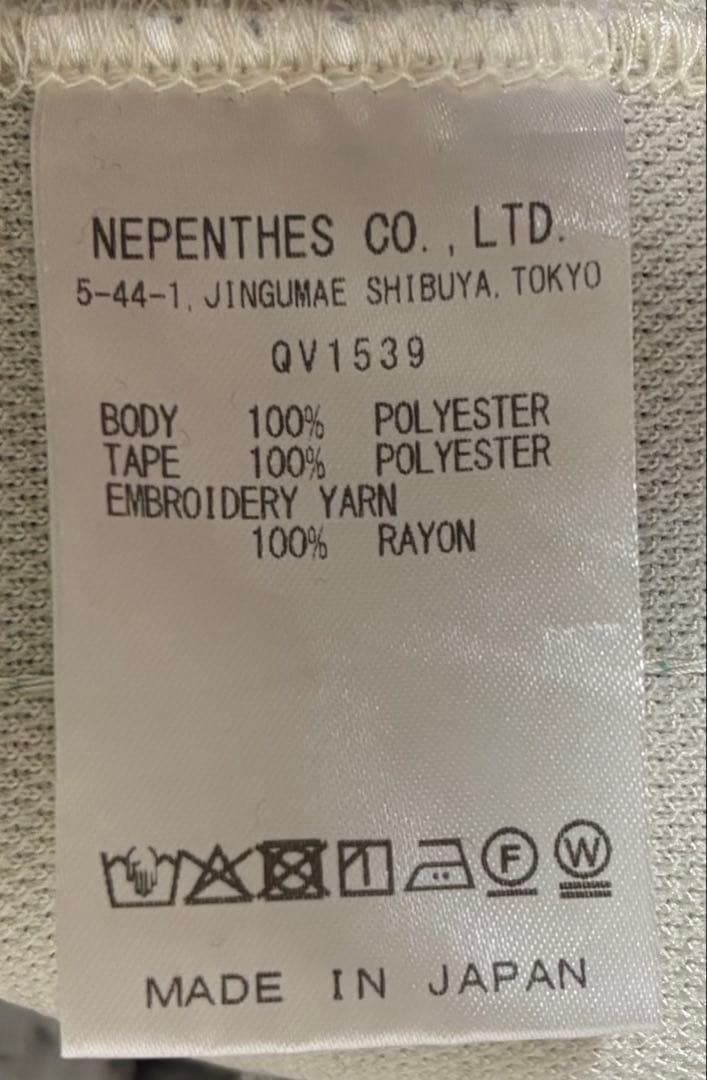 NEPENTHES CO.,LTD.
5-44-1, JINGUMAE SHIBUYA, TOKYO
QV1539
BODY 100% POLYESTER
TAPE 100% POLYESTER
EMBROIDERY YARN
100% RAYON
F W
MADE IN JAPAN